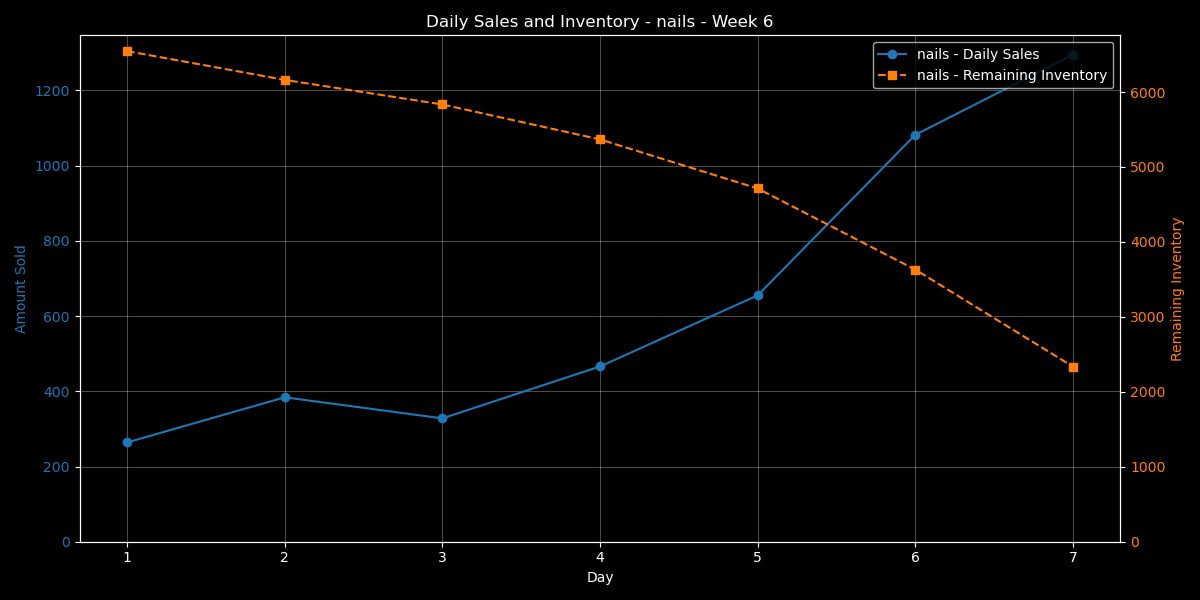 Daily Sales and Inventory - nails - Week 6
nails - Daily Sales
nails - Remaining Inventory
Amount Sold
1200
1000
800
600
400
200
0
6000
5000
4000
3000
2000
1000
0
Remaining Inventory
1 2 3 4 5 6 7
Day